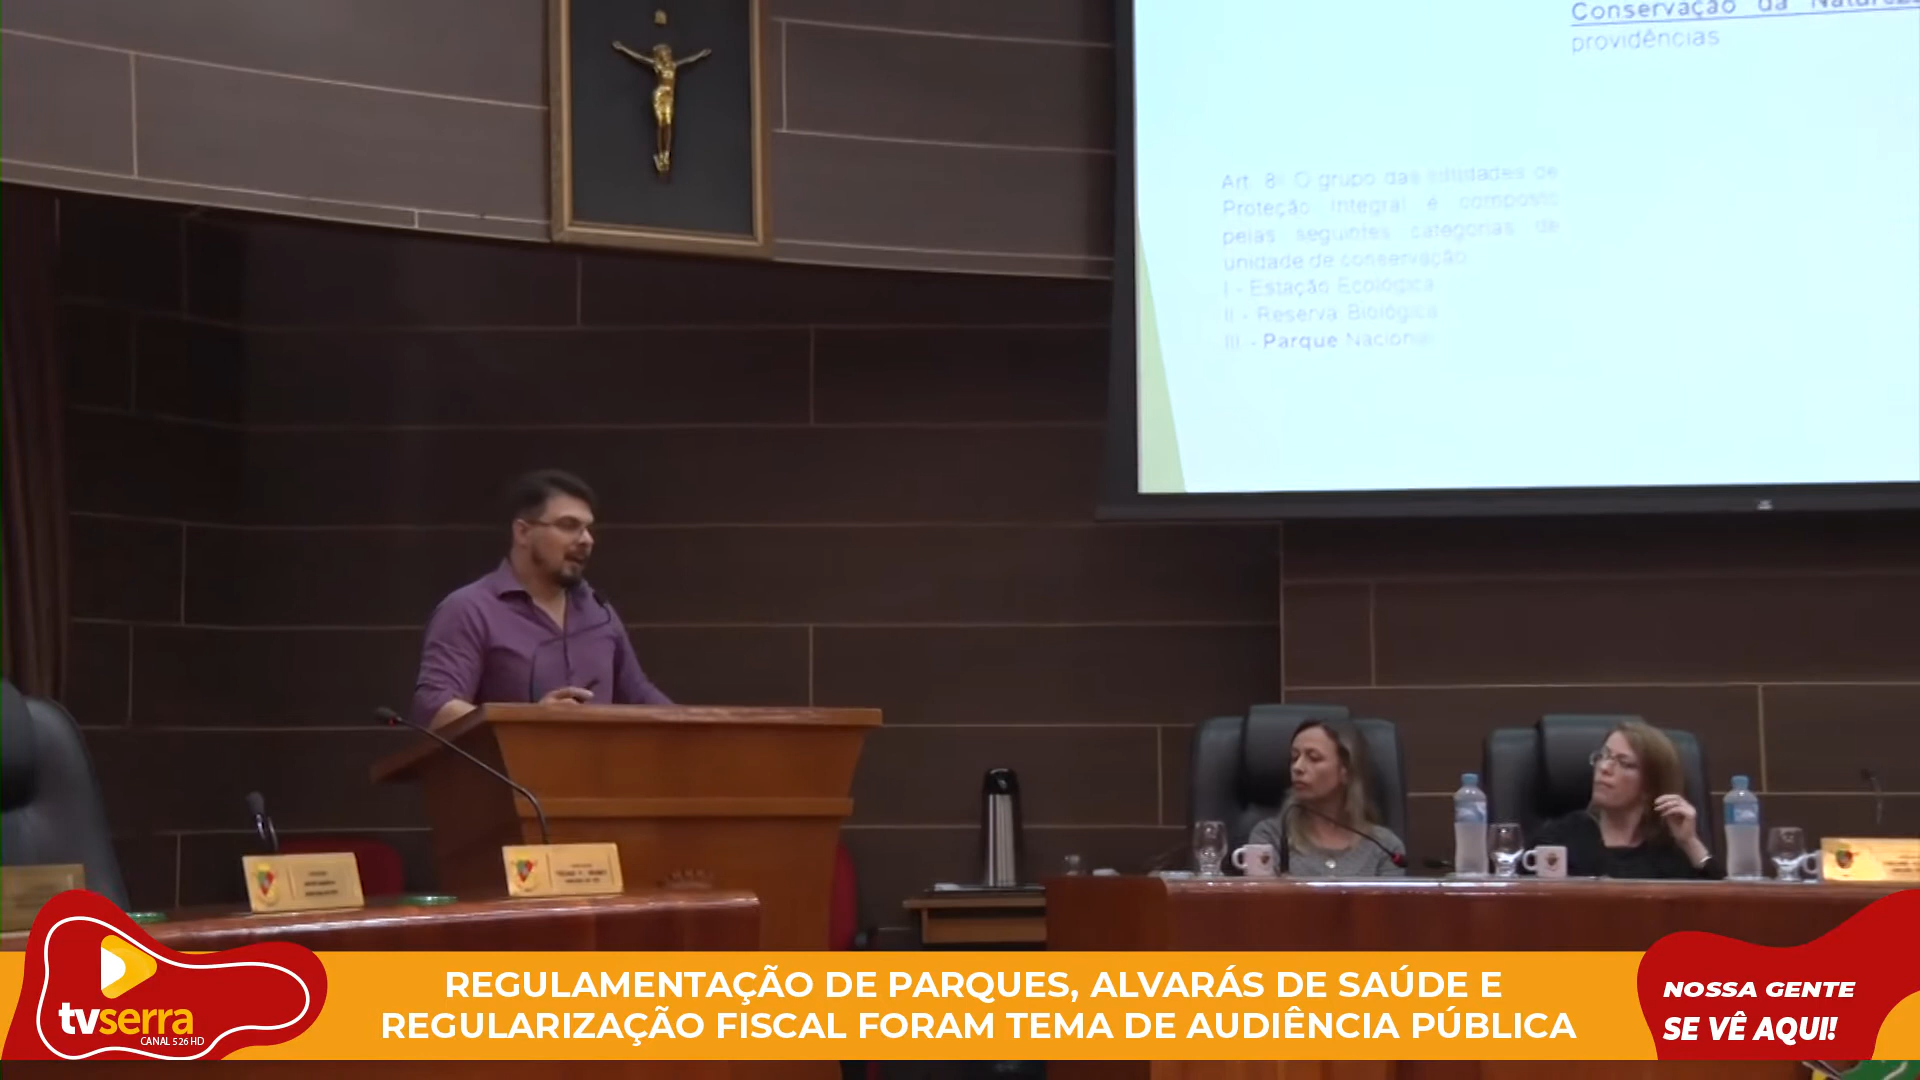 Conservação da Natureza
providências
Art. 8º O grupo das Unidades de
Proteção Integral é composto
pelas seguintes categorias de
unidade de conservação
I - Estação Ecológica
II - Reserva Biológica
III - Parque Nacional
REGULAMENTAÇÃO DE PARQUES, ALVARÁS DE SAÚDE E
REGULARIZAÇÃO FISCAL FORAM TEMA DE AUDIÊNCIA PÚBLICA
tvserra
CANAL 526 HD
NOSSA GENTE
SE VÊ AQUI!